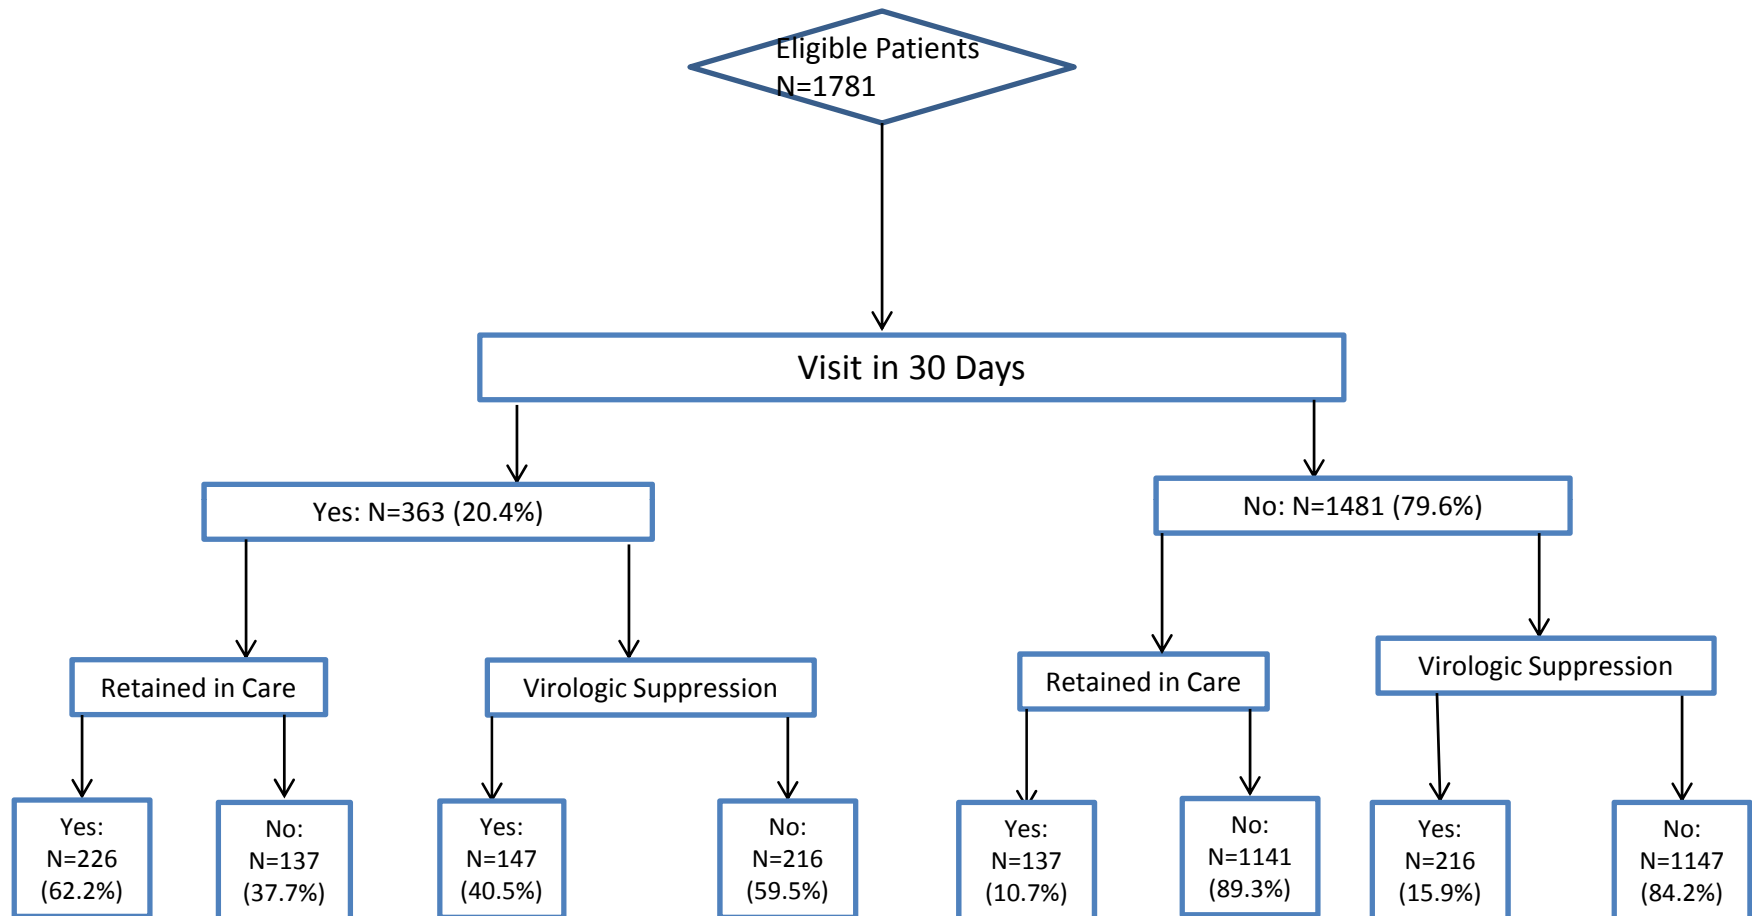 Eligible Patients
N=1781
Visit in 30 Days
Yes: N=363 (20.4%)
No: N=1481 (79.6%)
Retained in Care
Virologic Suppression
Retained in Care
Virologic Suppression
Yes:
N=226
(62.2%)
No:
N=137
(37.7%)
Yes:
N=147
(40.5%)
No:
N=216
(59.5%)
Yes:
N=137
(10.7%)
No:
N=1141
(89.3%)
Yes:
N=216
(15.9%)
No:
N=1147
(84.2%)